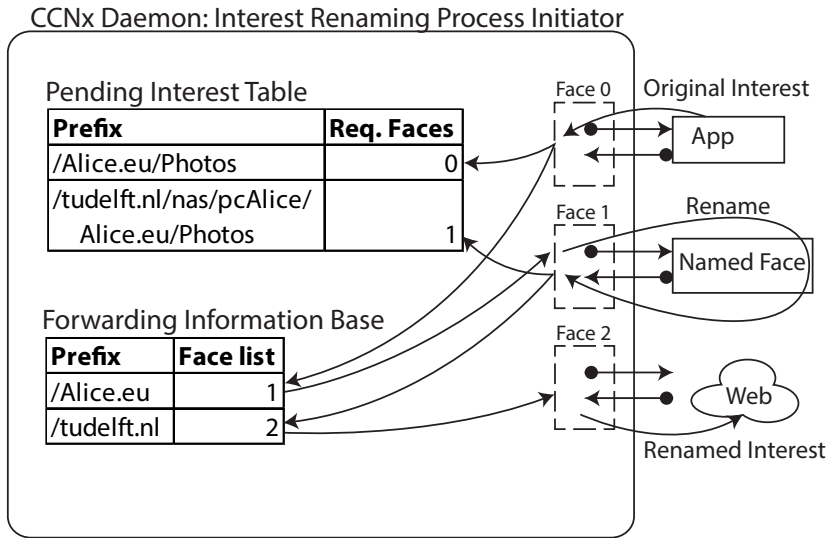 CCNx Daemon: Interest Renaming Process Initiator
Pending Interest Table
Prefix Req. Faces
/Alice.eu/Photos 0
/tudelft.nl/nas/pcAlice/
Alice.eu/Photos 1
Forwarding Information Base
Prefix Face list
/Alice.eu 1
/tudelft.nl 2
Face 0
Original Interest
App
Face 1
Rename
Named Face
Face 2
Web
Renamed Interest